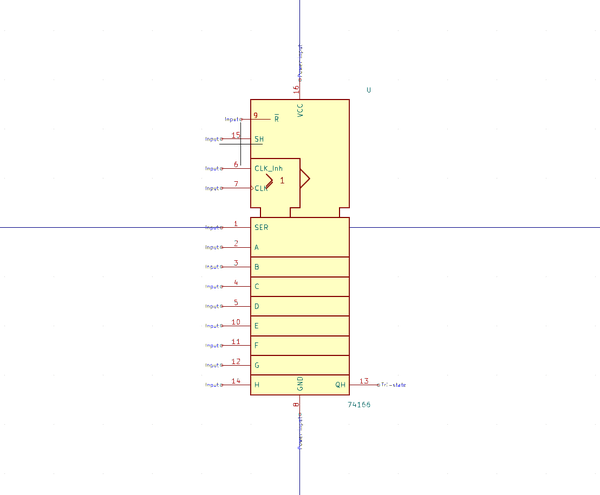 Power input
16
VCC
U
Input 9 R
Input 15 SH
Input 6 CLK_Inh
1
Input 7 CLK
Input 1 SER
Input 2 A
Input 3 B
Input 4 C
Input 5 D
Input 10 E
Input 11 F
Input 12 G
Input 14 H
GND
QH 13 Tri-state
8
74166
Power input